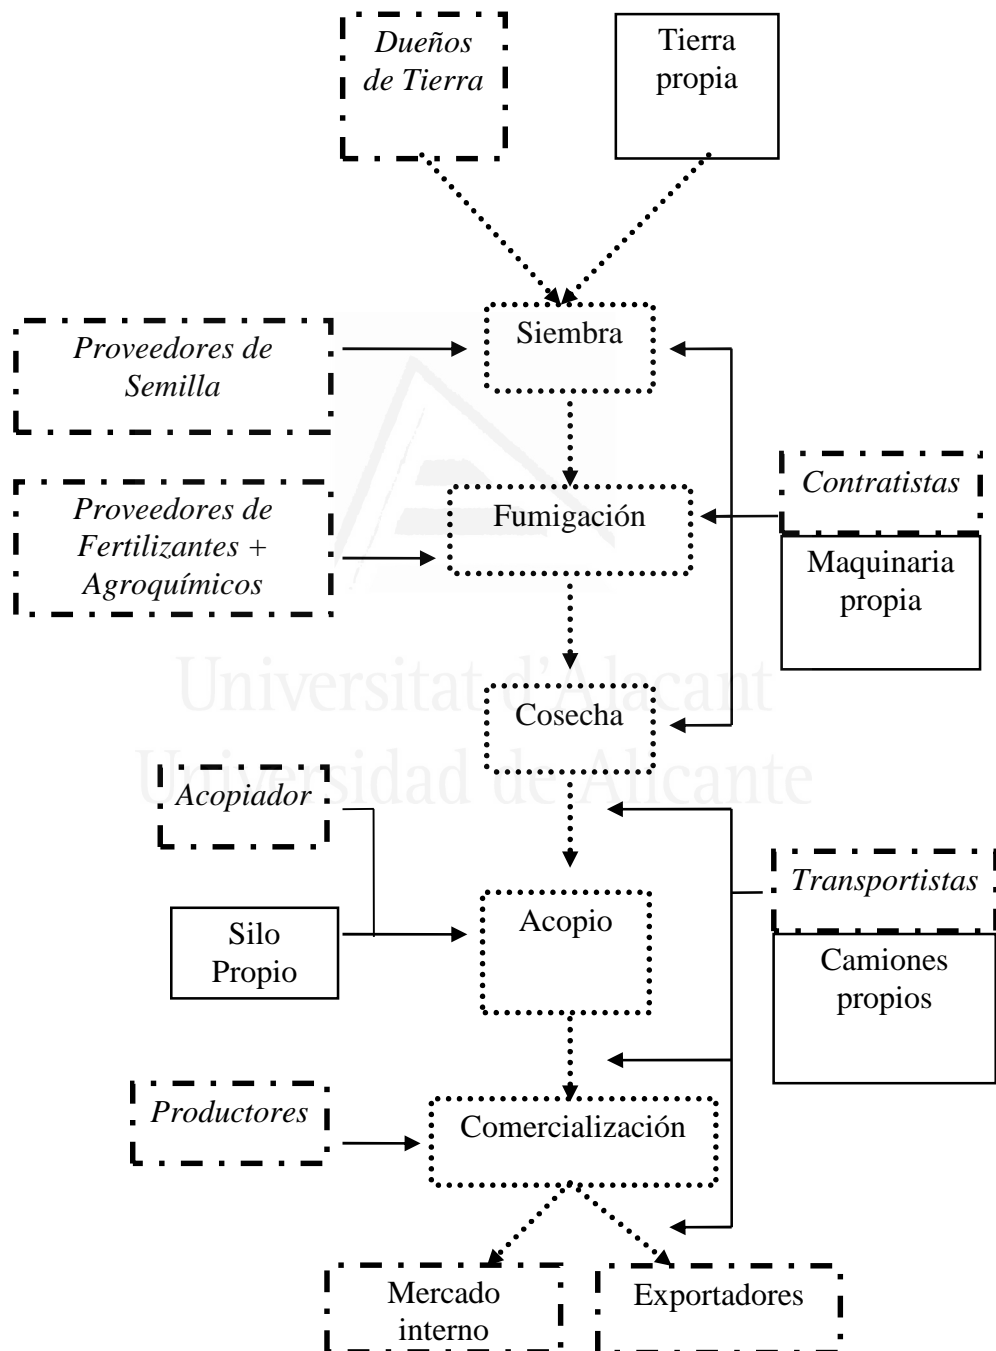 Dueños
de Tierra
Tierra
propia
Siembra
Proveedores de
Semilla
Proveedores de
Fertilizantes +
Agroquímicos
Fumigación
Contratistas
Maquinaria
propia
Universitat d'Alacant
Universidad de Alicante
Cosecha
Acopiador
Silo
Propio
Acopio
Transportistas
Camiones
propios
Productores
Comercialización
Mercado
interno
Exportadores